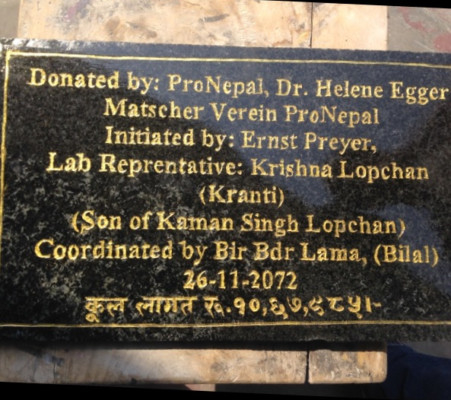 Donated by: ProNepal, Dr. Helene Egger
Matscher Verein ProNepal
Initiated by: Ernst Preyer,
Lab Reprentative: Krishna Lopchan
(Kranti)
(Son of Kaman Singh Lopchan)
Coordinated by Bir Bdr Lama, (Bilal)
26-11-2072
कूल लागत रू.१०,६७,९८५।-